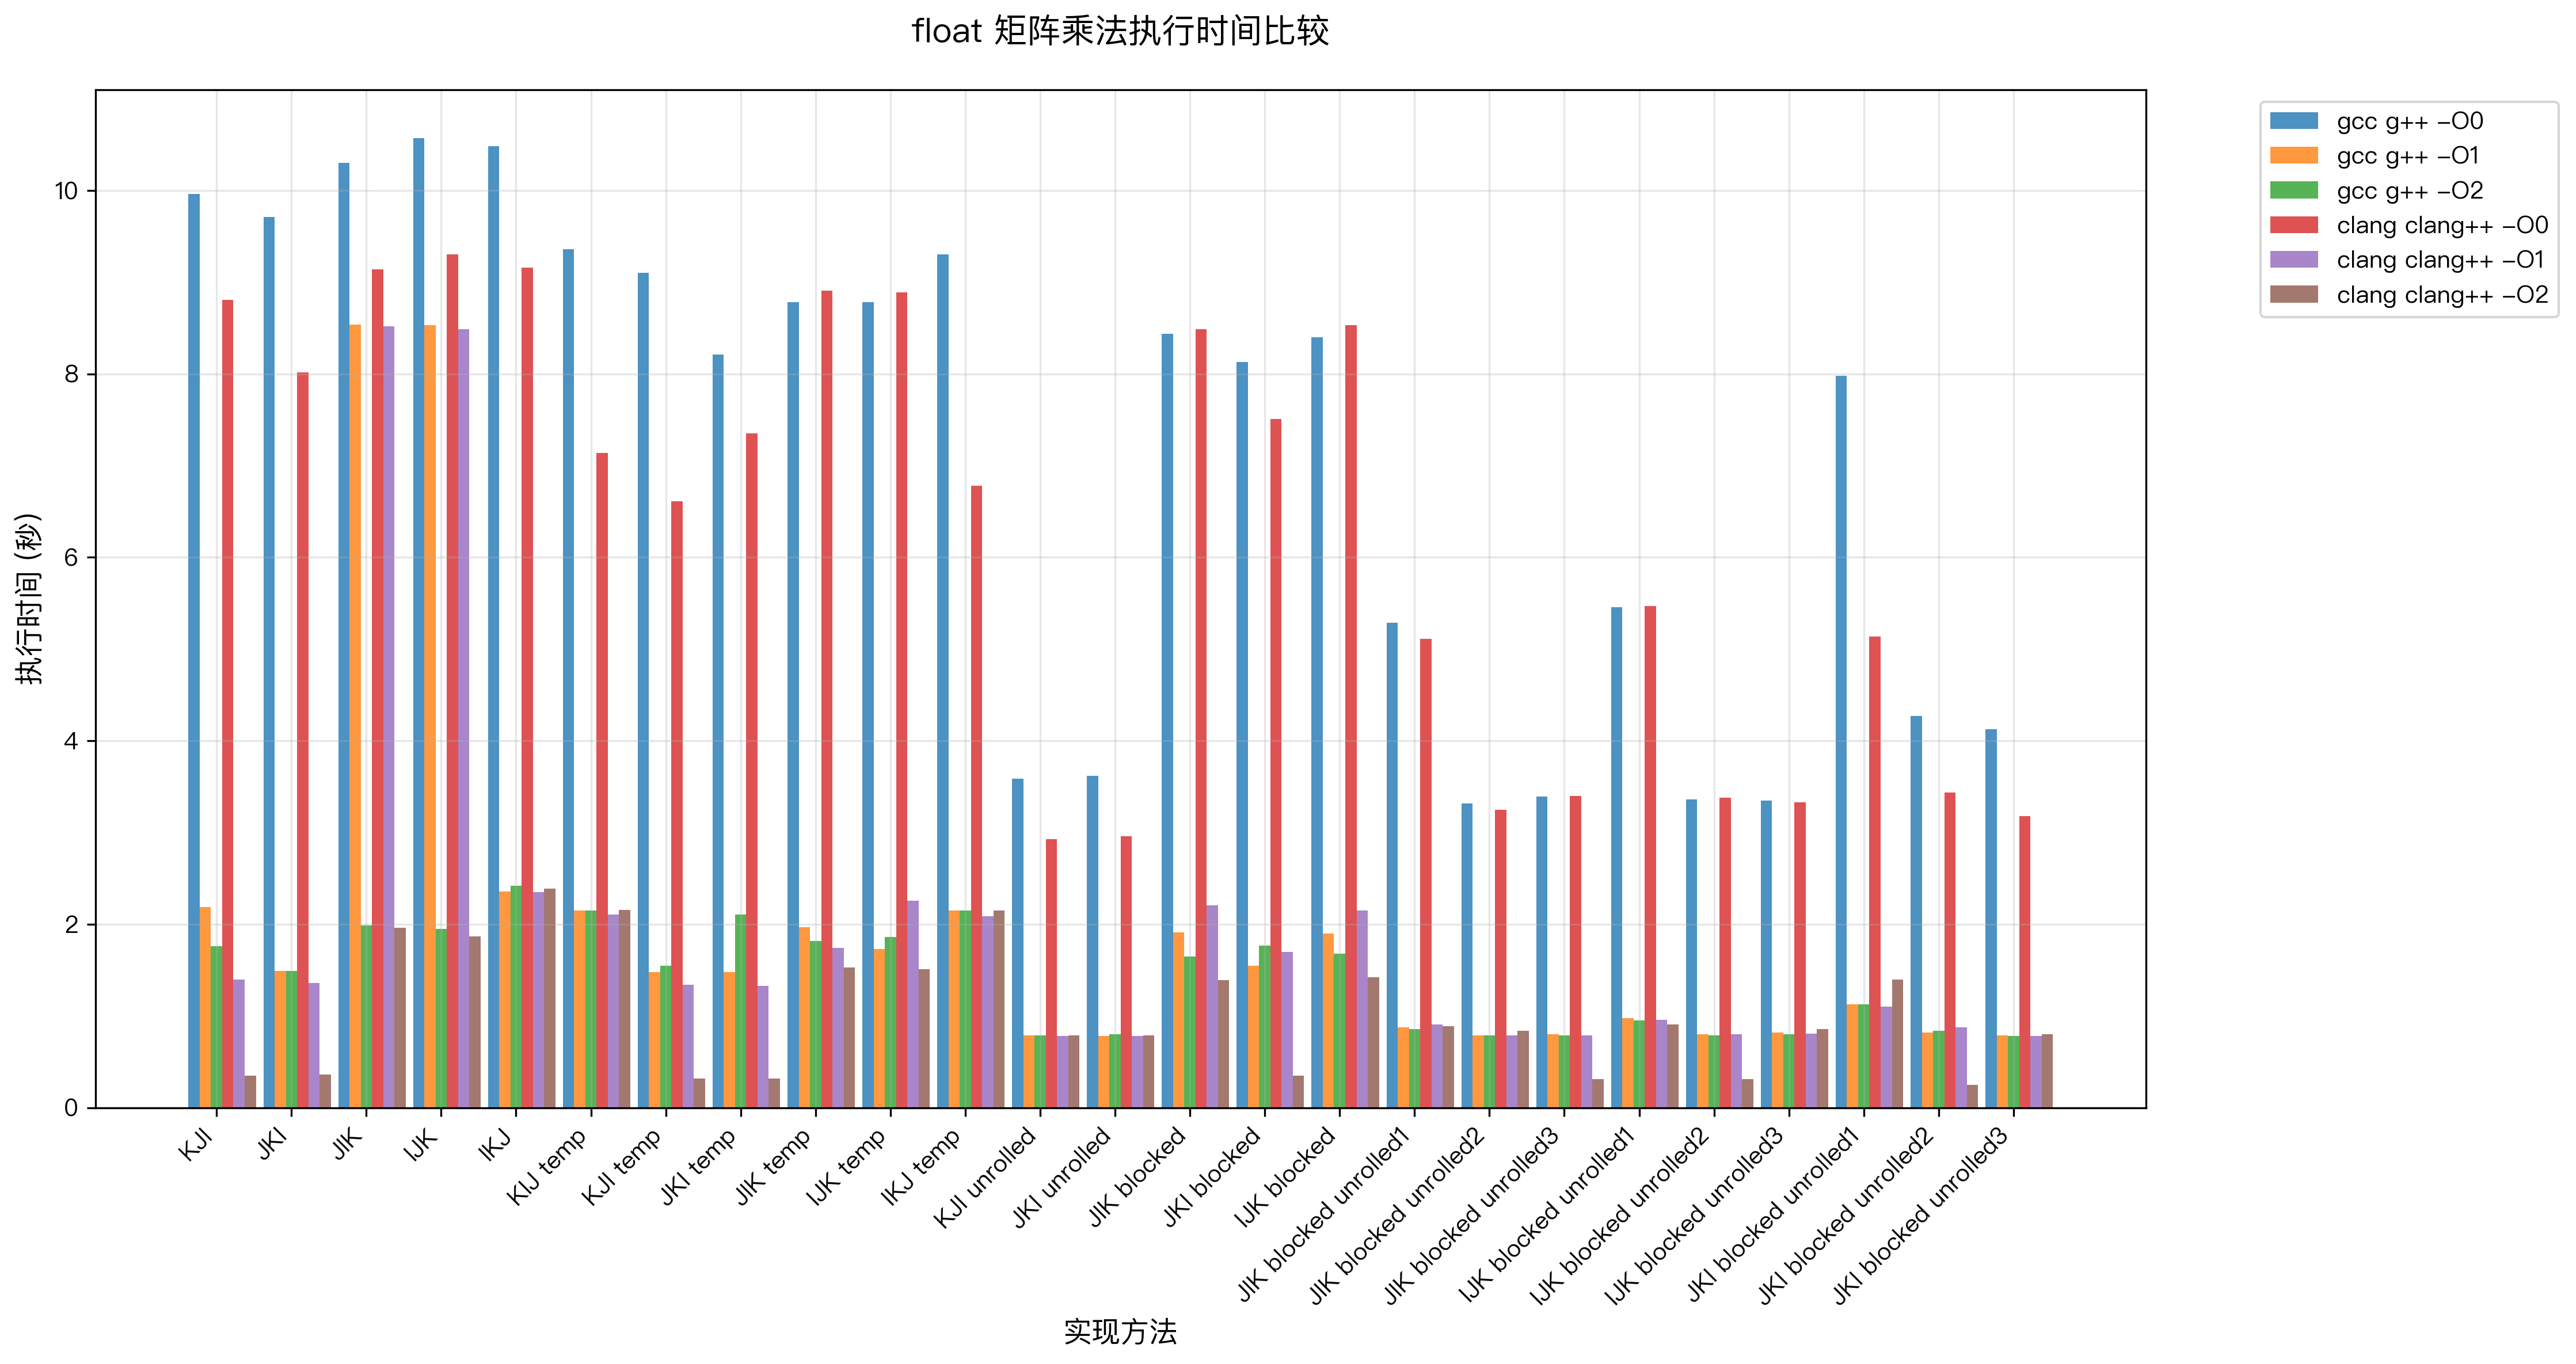 float 矩阵乘法执行时间比较
gcc g++ -O0
gcc g++ -O1
gcc g++ -O2
clang clang++ -O0
clang clang++ -O1
clang clang++ -O2
执行时间 (秒)
10
8
6
4
2
0
KJI
JKI
JIK
IJK
IKJ
KIJ temp
KJI temp
JKI temp
JIK temp
IJK temp
IKJ temp
KJI unrolled
JKI unrolled
JIK blocked
JKI blocked
IJK blocked
JIK blocked unrolled1
JIK blocked unrolled2
JIK blocked unrolled3
IJK blocked unrolled1
IJK blocked unrolled2
IJK blocked unrolled3
JKI blocked unrolled1
JKI blocked unrolled2
JKI blocked unrolled3
实现方法